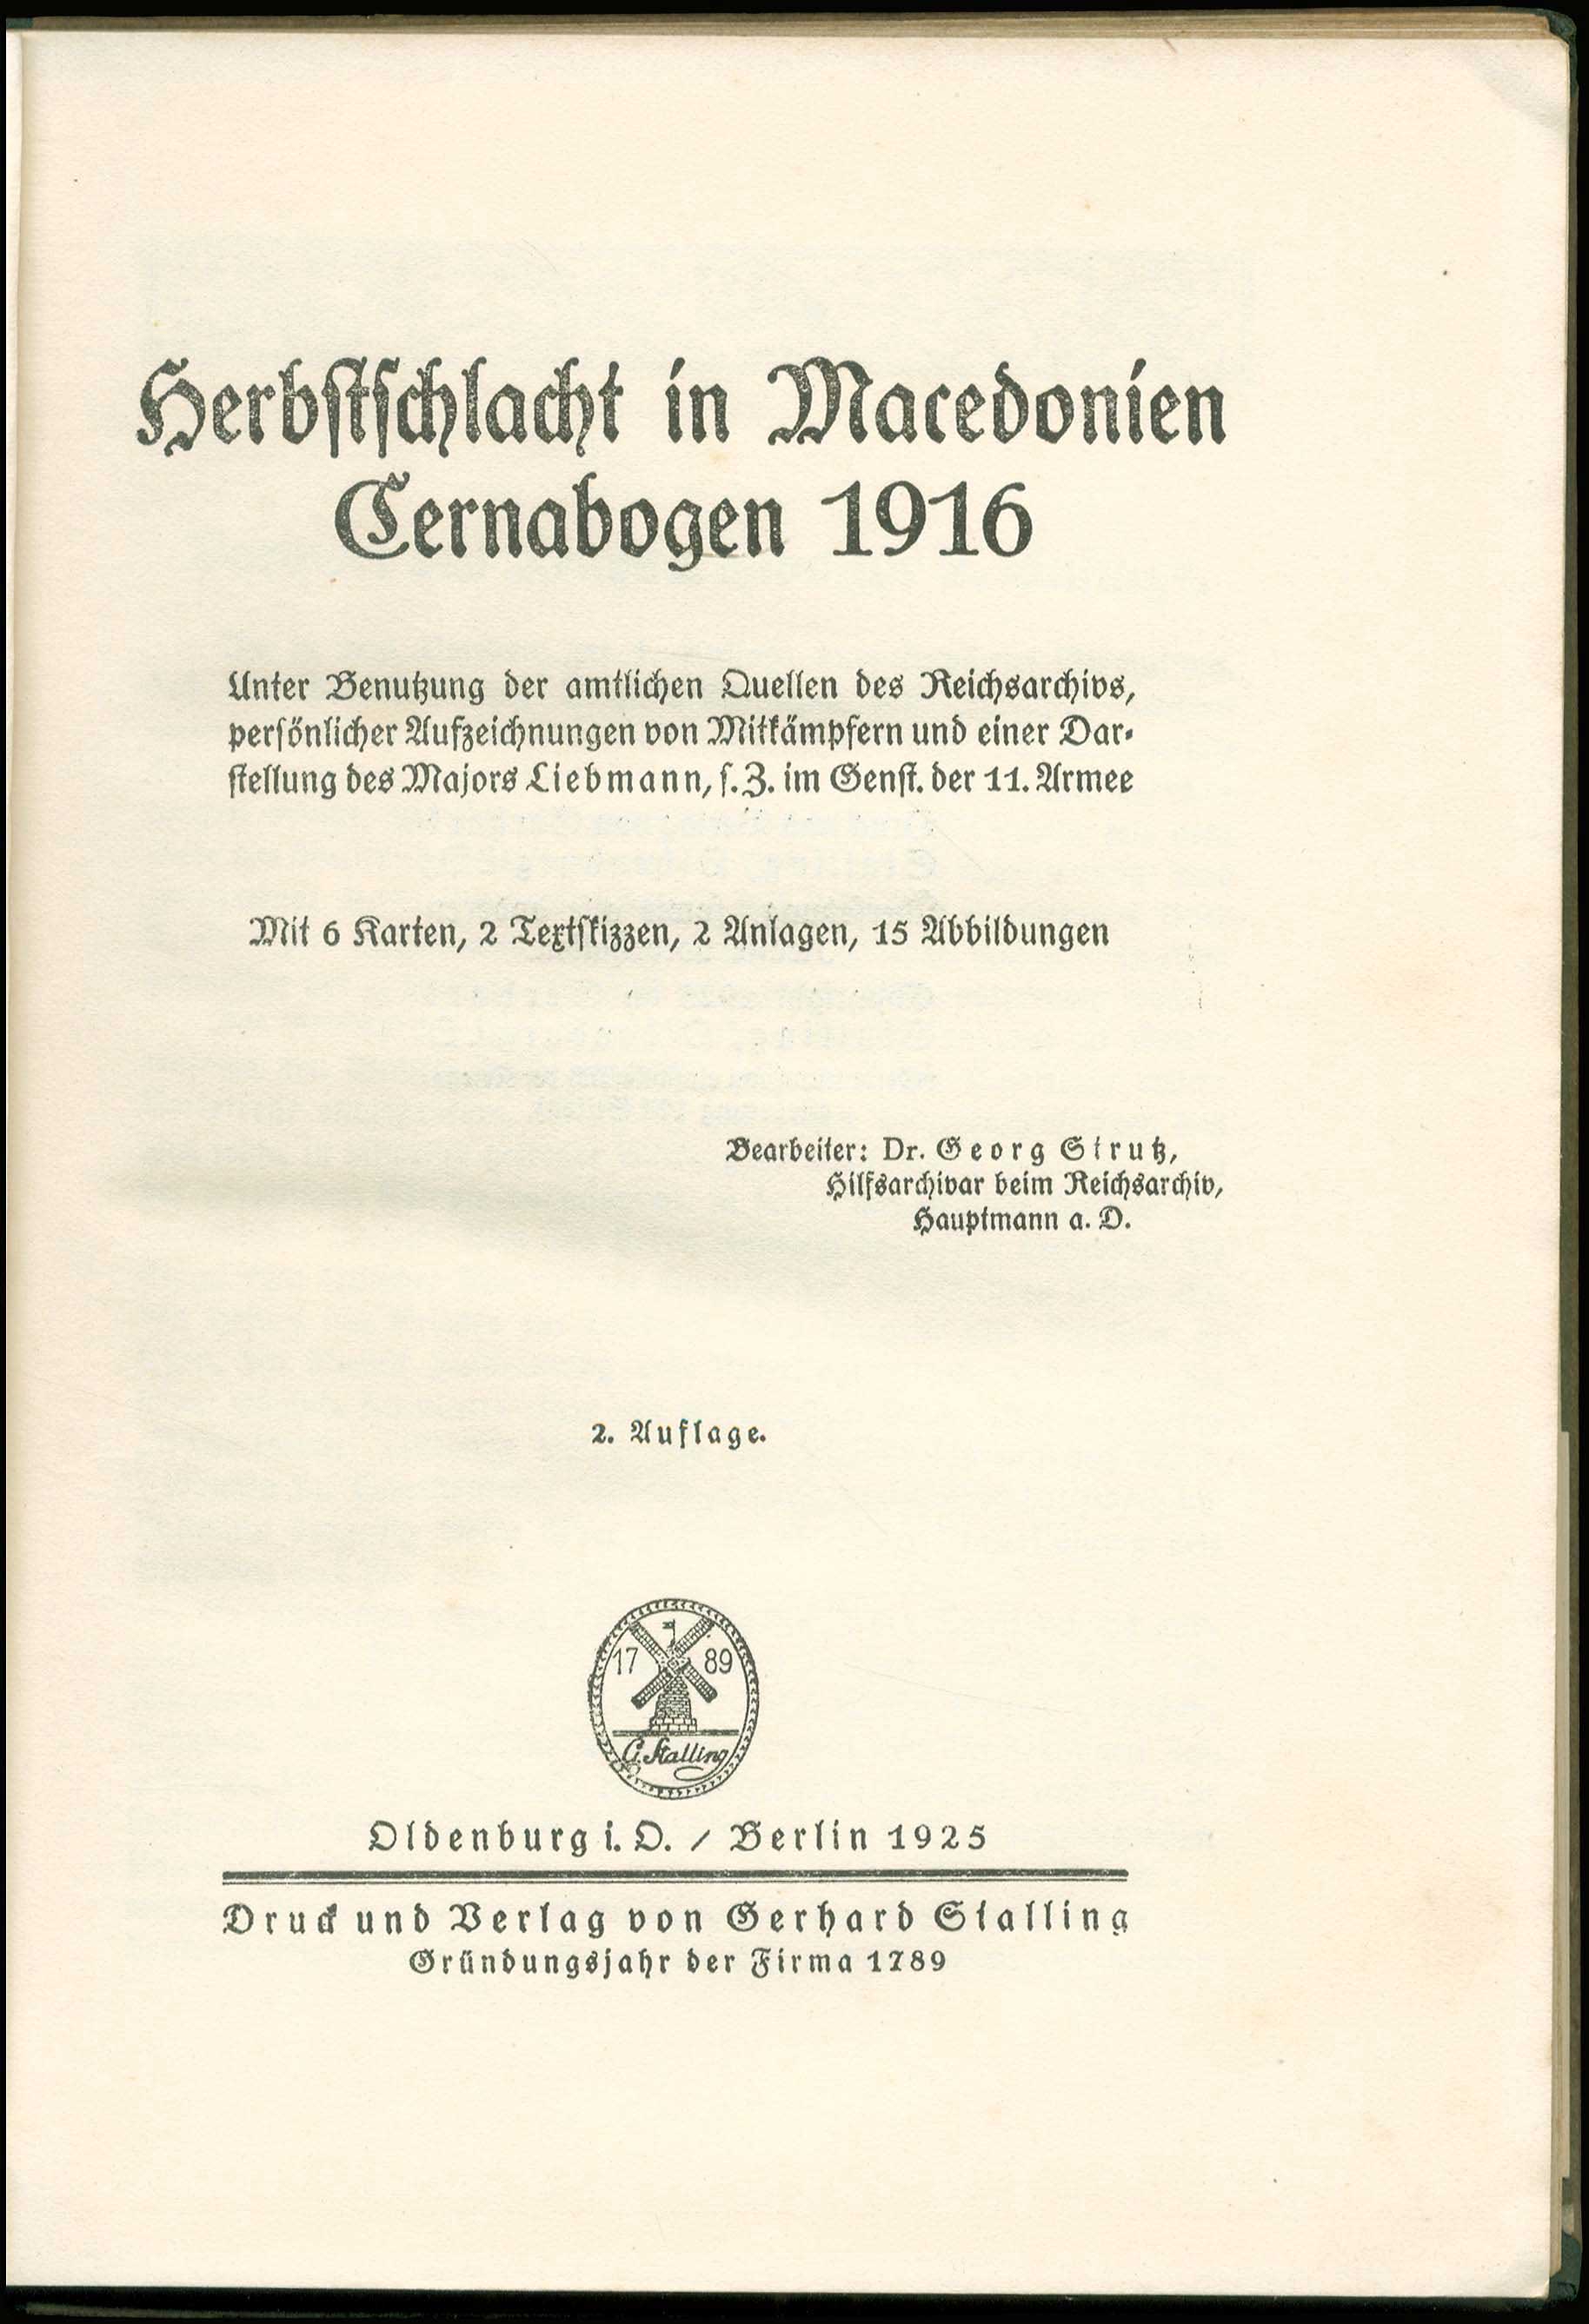 Herbstschlacht in Macedonien
Cernabogen 1916
Unter Benutzung der amtlichen Quellen des Reichsarchivs,
persönlicher Aufzeichnungen von Mitkämpfern und einer Dar-
stellung des Majors Liebmann, s. Z. im Genst. der 11. Armee
Mit 6 Karten, 2 Textskizzen, 2 Anlagen, 15 Abbildungen
Bearbeiter: Dr. Georg Strutz,
Hilfsarchivar beim Reichsarchiv,
Hauptmann a. D.
2. Auflage.
17 89
G. Stalling
Oldenburg i. O. / Berlin 1925
Druck und Verlag von Gerhard Stalling
Gründungsjahr der Firma 1789